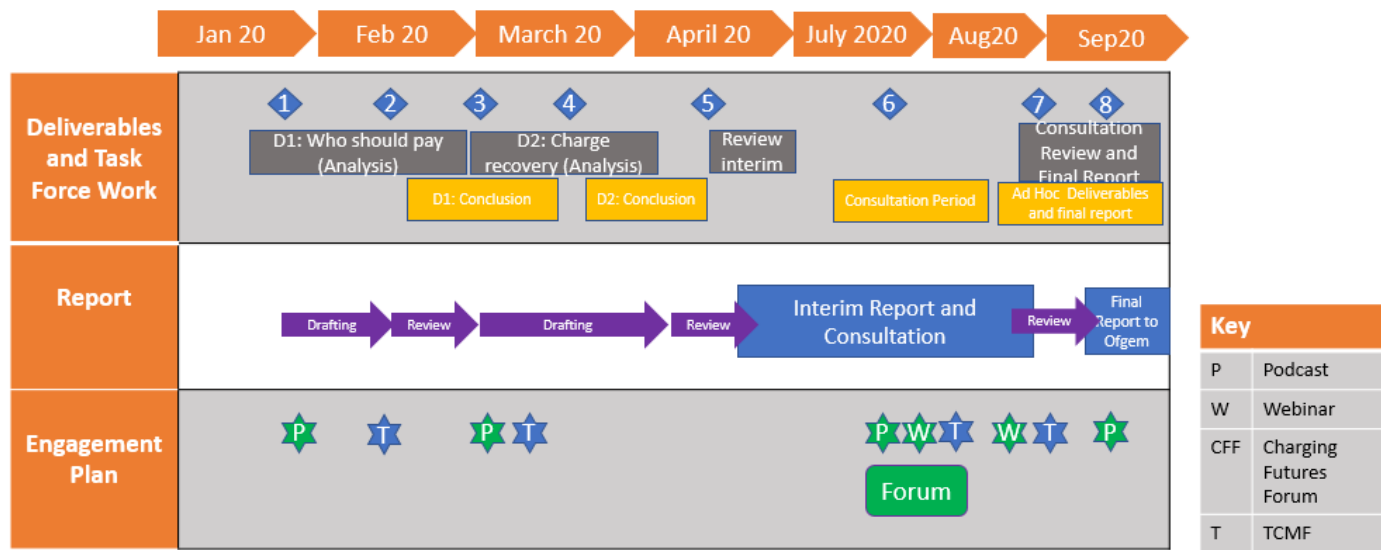 Jan 20
Feb 20
March 20
April 20
July 2020
Aug20
Sep20
Deliverables
and Task
Force Work
1
2
3
4
5
6
7
8
D1: Who should pay
(Analysis)
D2: Charge
recovery (Analysis)
Review
interim
Consultation
Review and
Final Report
D1: Conclusion
D2: Conclusion
Consultation Period
Ad Hoc Deliverables
and final report
Report
Drafting
Review
Drafting
Review
Interim Report and
Consultation
Review
Final
Report to
Ofgem
Engagement
Plan
P
T
P
T
P
W
T
W
T
P
Forum
Key
P Podcast
W Webinar
CFF Charging
Futures
Forum
T TCMF